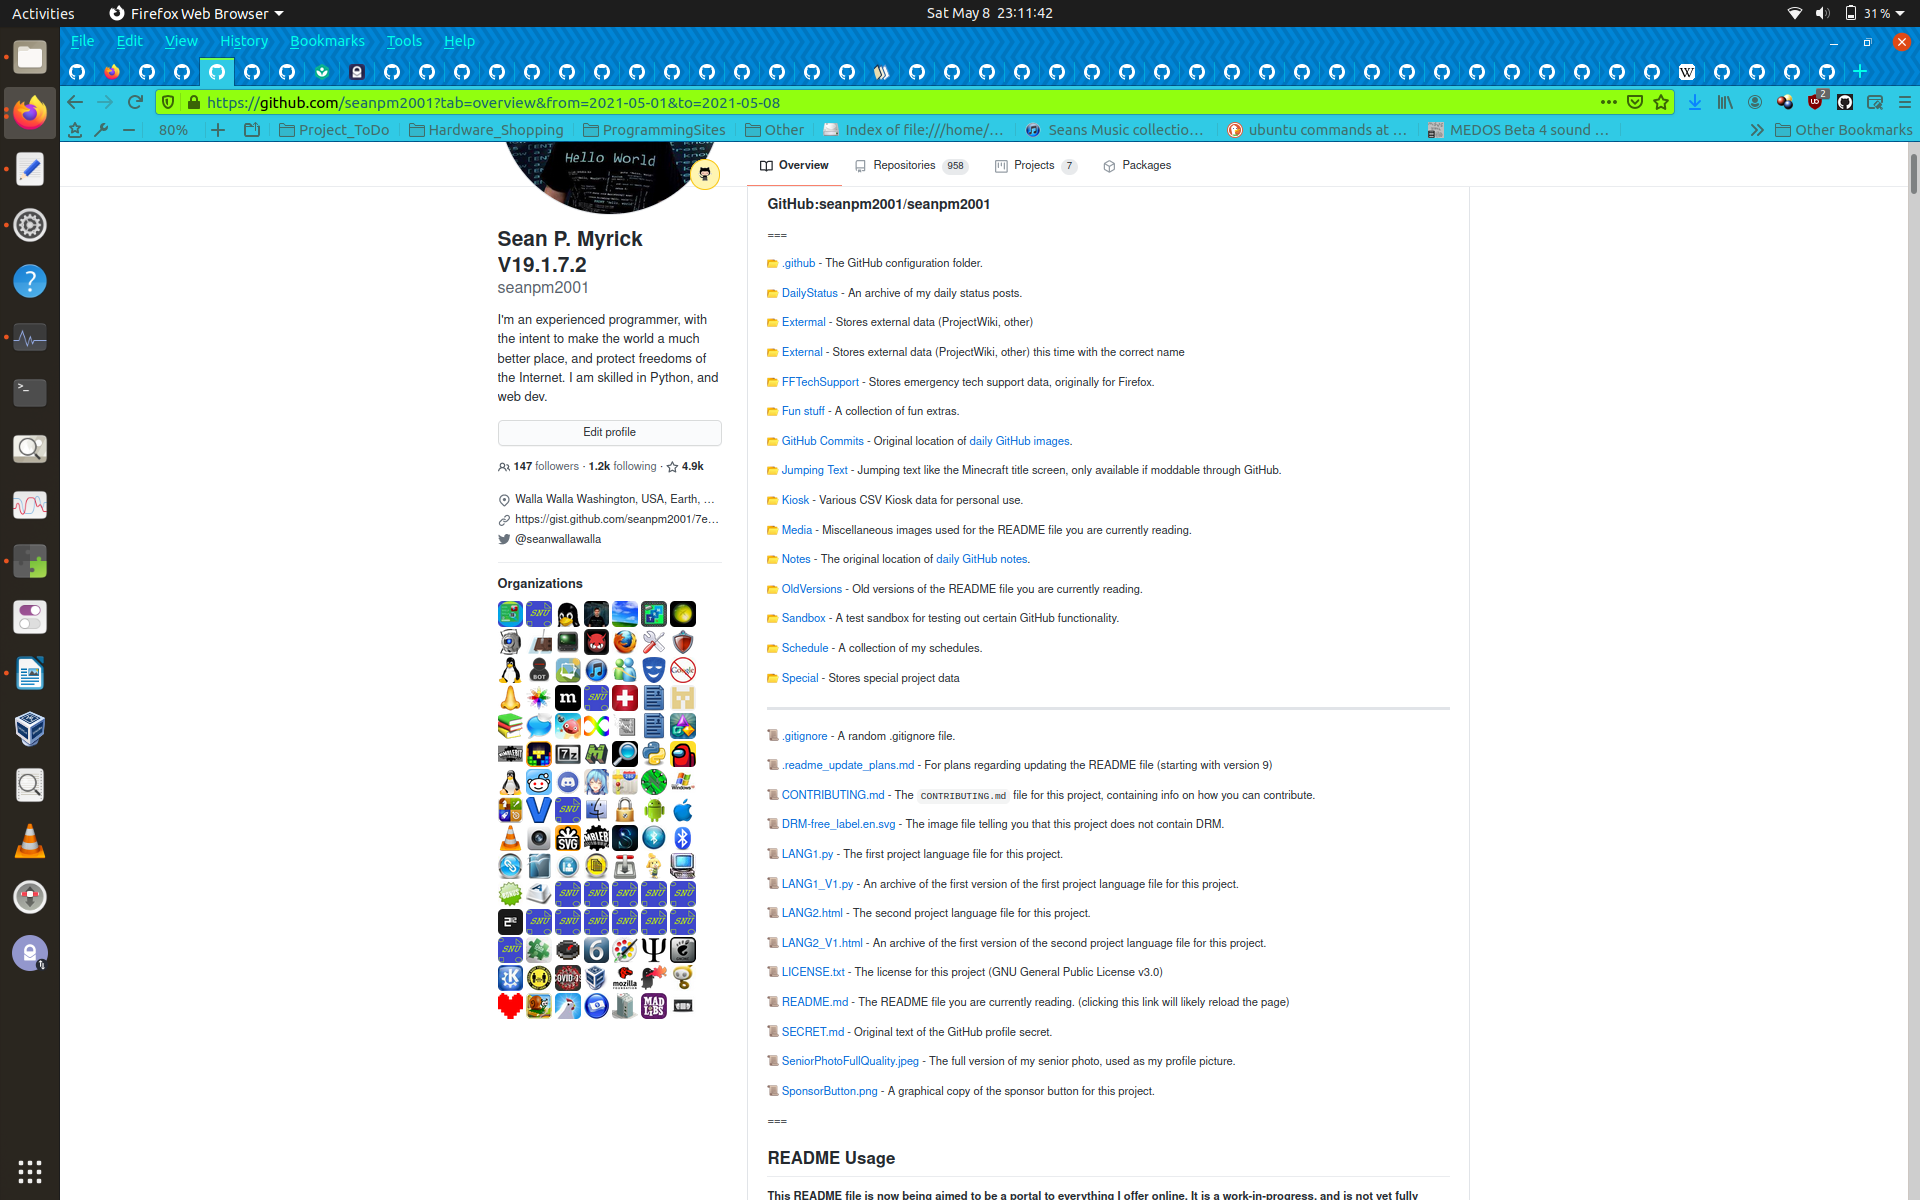 Activities
Firefox Web Browser
Sat May 8 23:11:42
31 %
File Edit View History Bookmarks Tools Help
W
https://github.com/seanpm2001?tab=overview&from=2021-05-01&to=2021-05-08
2
80%
Project_ToDo
Hardware_Shopping
ProgrammingSites
Other
Index of file:///home/...
Seans Music collectio...
ubuntu commands at ...
MEDOS Beta 4 sound ...
Other Bookmarks
Hello World
Overview
Repositories 958
Projects 7
Packages
Sean P. Myrick
V19.1.7.2
seanpm2001
I'm an experienced programmer, with
the intent to make the world a much
better place, and protect freedoms of
the Internet. I am skilled in Python, and
web dev.
Edit profile
147 followers · 1.2k following · 4.9k
Walla Walla Washington, USA, Earth, ...
https://gist.github.com/seanpm2001/7e...
@seanwallawalla
Organizations
GitHub:seanpm2001/seanpm2001
===
.github - The GitHub configuration folder.
DailyStatus - An archive of my daily status posts.
Extermal - Stores external data (ProjectWiki, other)
External - Stores external data (ProjectWiki, other) this time with the correct name
FFTechSupport - Stores emergency tech support data, originally for Firefox.
Fun stuff - A collection of fun extras.
GitHub Commits - Original location of daily GitHub images.
Jumping Text - Jumping text like the Minecraft title screen, only available if moddable through GitHub.
Kiosk - Various CSV Kiosk data for personal use.
Media - Miscellaneous images used for the README file you are currently reading.
Notes - The original location of daily GitHub notes.
OldVersions - Old versions of the README file you are currently reading.
Sandbox - A test sandbox for testing out certain GitHub functionality.
Schedule - A collection of my schedules.
Special - Stores special project data
.gitignore - A random .gitignore file.
.readme_update_plans.md - For plans regarding updating the README file (starting with version 9)
CONTRIBUTING.md - The CONTRIBUTING.md file for this project, containing info on how you can contribute.
DRM-free_label.en.svg - The image file telling you that this project does not contain DRM.
LANG1.py - The first project language file for this project.
LANG1_V1.py - An archive of the first version of the first project language file for this project.
LANG2.html - The second project language file for this project.
LANG2_V1.html - An archive of the first version of the second project language file for this project.
LICENSE.txt - The license for this project (GNU General Public License v3.0)
README.md - The README file you are currently reading. (clicking this link will likely reload the page)
SECRET.md - Original text of the GitHub profile secret.
SeniorPhotoFullQuality.jpeg - The full version of my senior photo, used as my profile picture.
SponsorButton.png - A graphical copy of the sponsor button for this project.
===
README Usage
This README file is now being aimed to be a portal to everything I offer online. It is a work-in-progress, and is not yet fully